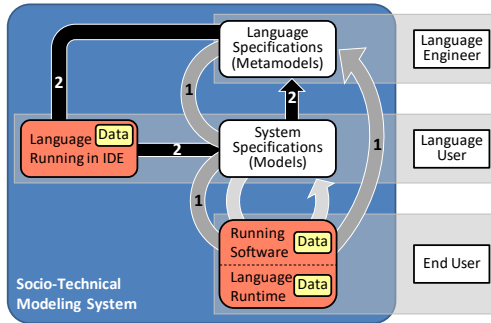 Language
Specifications
(Metamodels)
Language
Engineer
2
1
2
Language
Running in IDE
Data
2
System
Specifications
(Models)
1
Language
User
1
Running
Software
Data
Language
Runtime
Data
End User
Socio-Technical
Modeling System